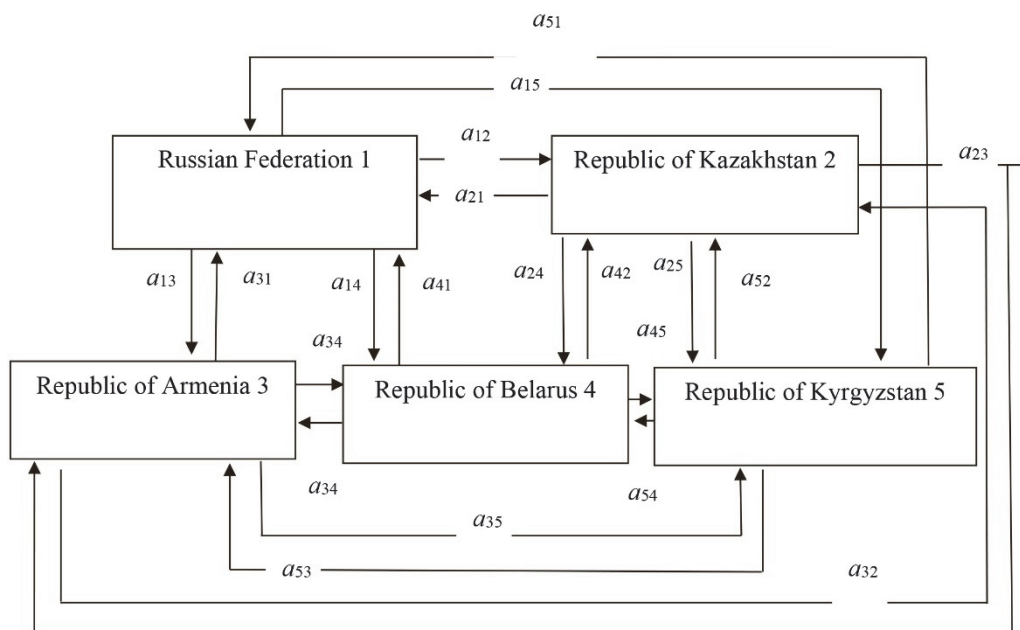 a51
a15
a12
Russian Federation 1
Republic of Kazakhstan 2
a23
a21
a13
a31
a14
a41
a24
a42
a25
a52
a34
a45
Republic of Armenia 3
Republic of Belarus 4
Republic of Kyrgyzstan 5
a34
a54
a35
a53
a32